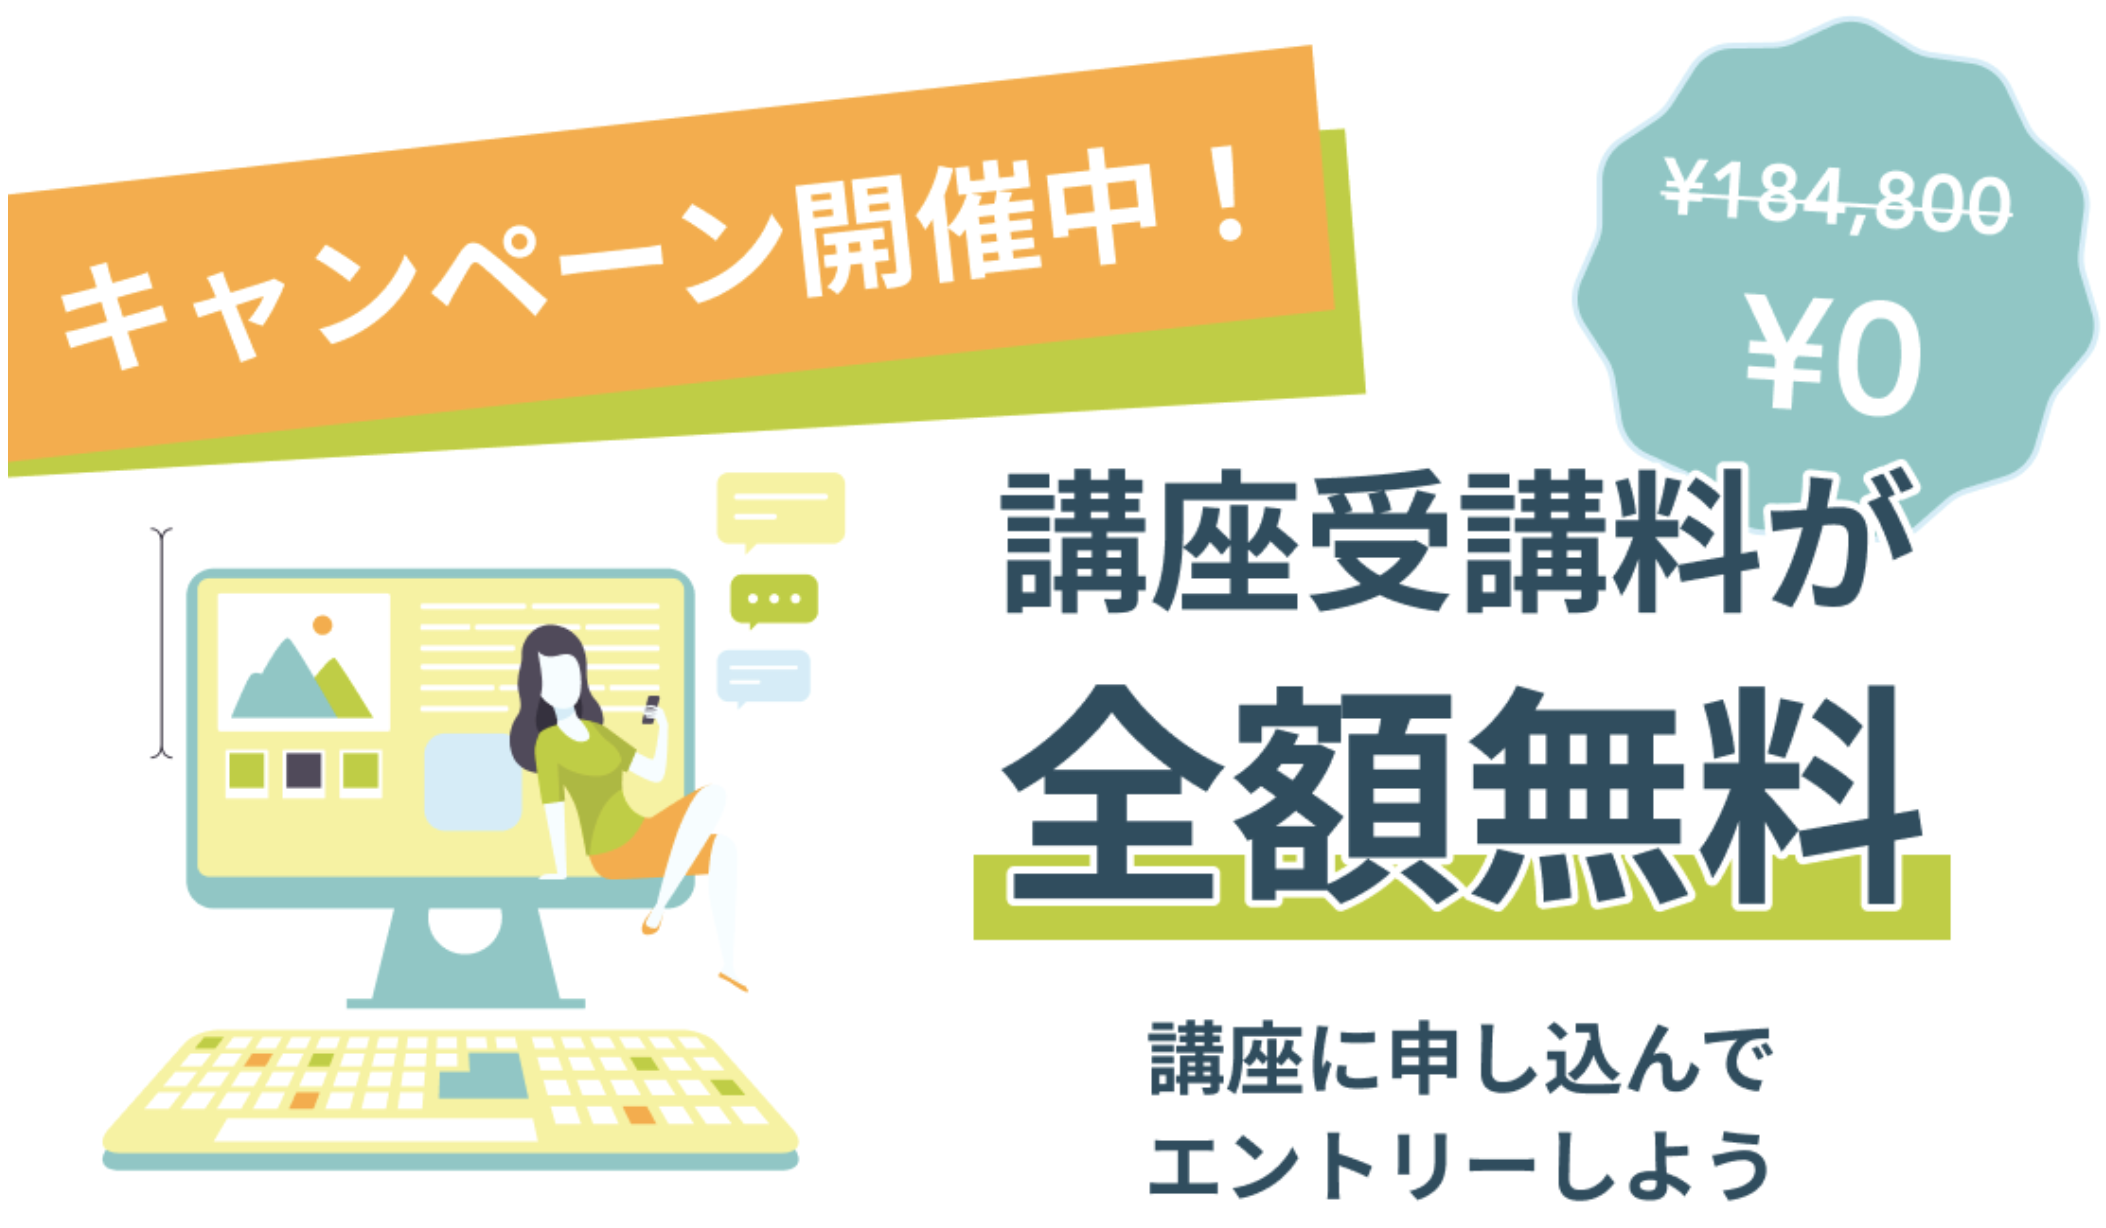 キャンペーン開催中！
¥184,800
¥0
講座受講料が
全額無料
講座に申し込んで
エントリーしよう